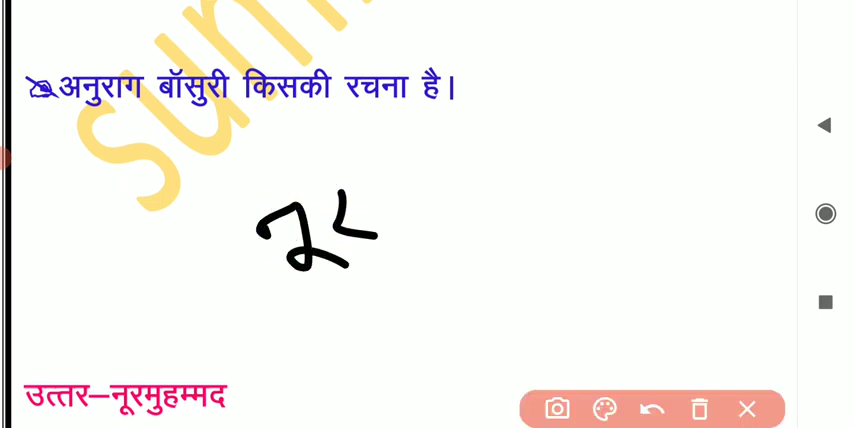 अनुराग बॉसुरी किसकी रचना है।
नूर
उत्तर–नूरमुहम्मद